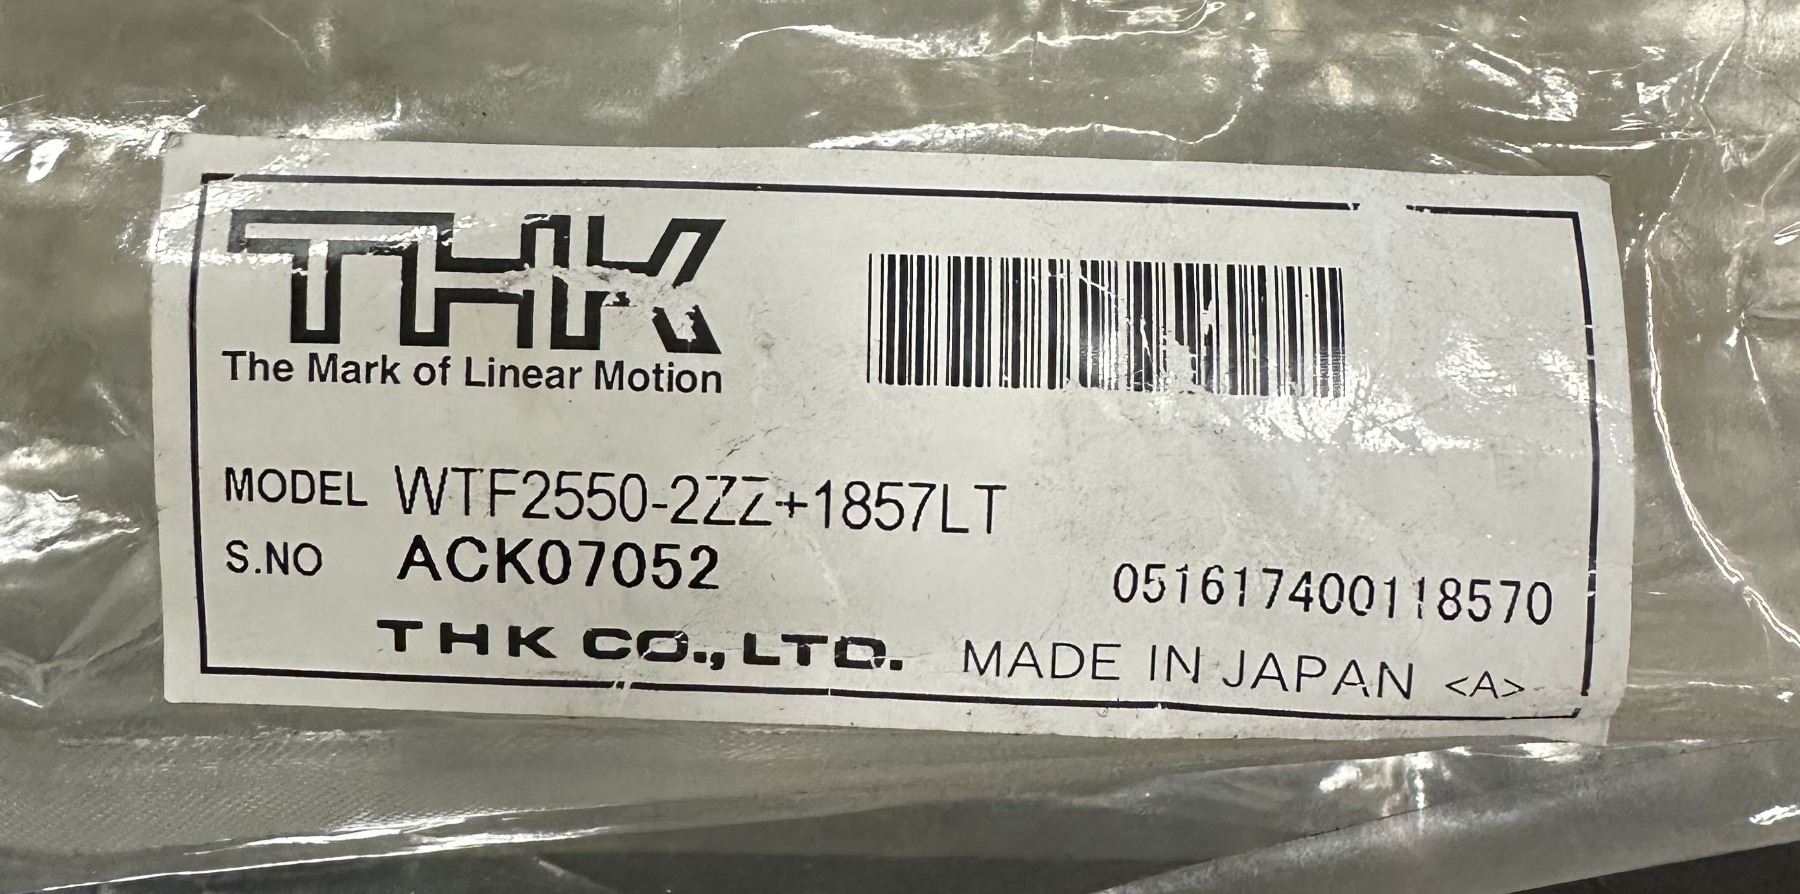 THK
The Mark of Linear Motion
MODEL WTF2550-2ZZ+1857LT
S.NO ACK07052
051617400118570
THK CO., LTD. MADE IN JAPAN <A>